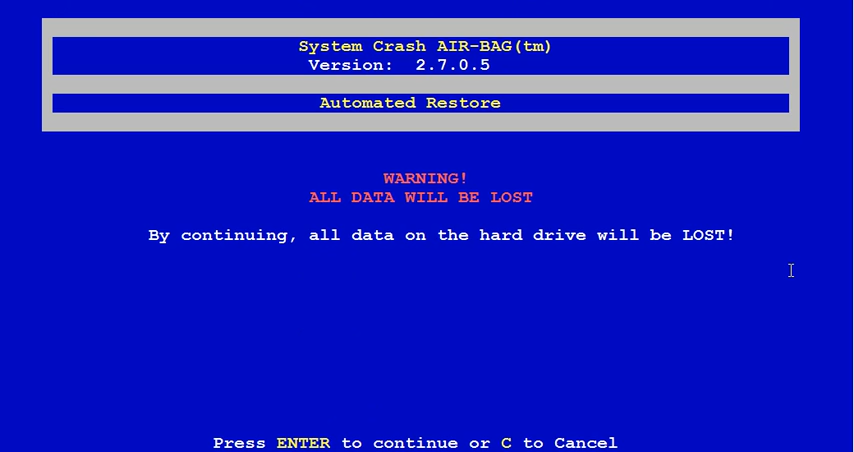 System Crash AIR-BAG(tm)
Version: 2.7.0.5
Automated Restore
WARNING!
ALL DATA WILL BE LOST
By continuing, all data on the hard drive will be LOST!
Press ENTER to continue or C to Cancel